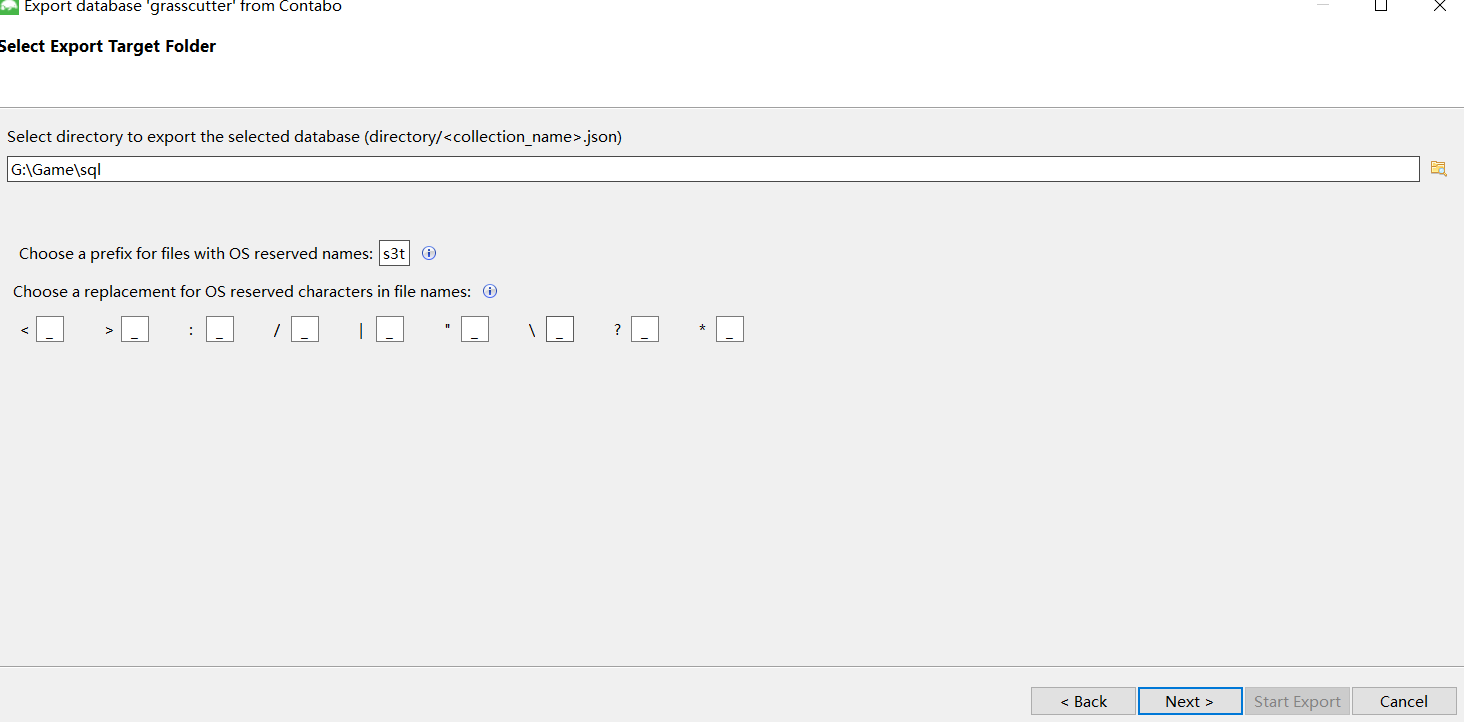 Export database 'grasscutter' from Contabo
Select Export Target Folder
Select directory to export the selected database (directory/<collection_name>.json)
G:\Game\sql
Choose a prefix for files with OS reserved names: s3t
Choose a replacement for OS reserved characters in file names:
< _ > _ : _ / _ | _ " _ \ _ ? _ * _
< Back Next > Start Export Cancel